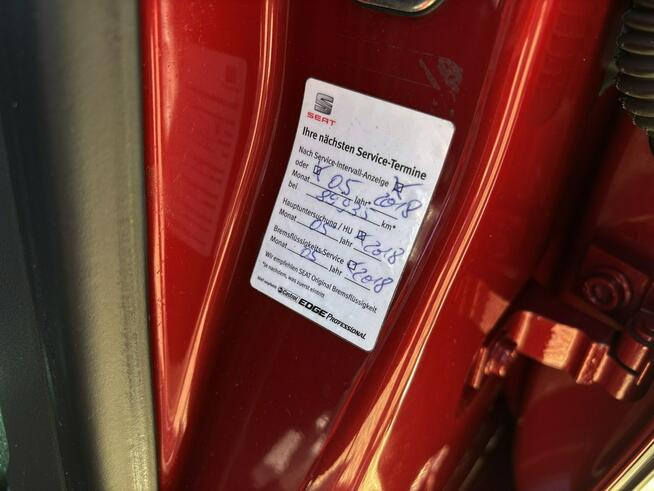 SEAT
Ihre nächsten Service-Termine
Nach Service-Intervall-Anzeige
oder
Monat 05 Jahr* 2018
bei km*
Hauptuntersuchung / HU
Monat 05 Jahr 2018
Bremsflüssigkeits-Service
Monat 05 Jahr 2018
Wir empfehlen SEAT Original Bremsflüssigkeit
*je nachdem, was zuerst eintritt
SEAT empfiehlt Castrol EDGE PROFESSIONAL